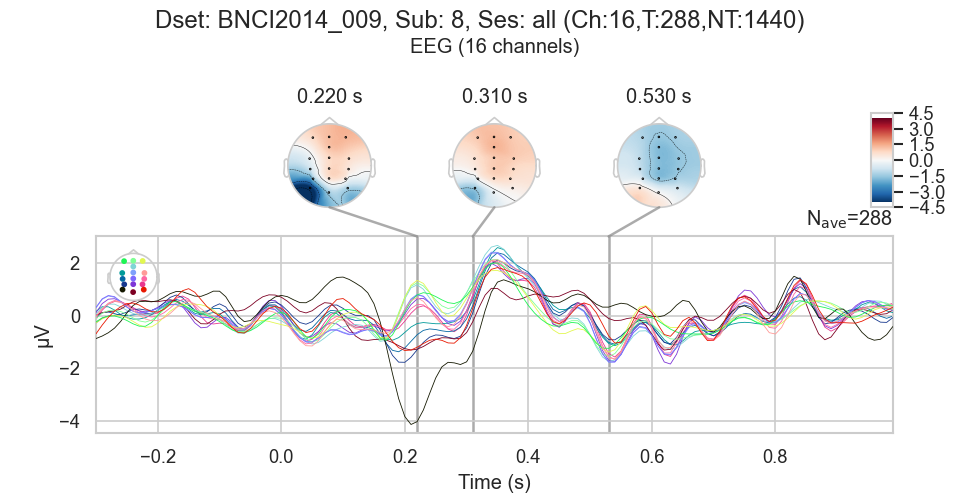 Dset: BNCI2014_009, Sub: 8, Ses: all (Ch:16,T:288,NT:1440)
EEG (16 channels)
0.220 s
0.310 s
0.530 s
4.5
3.0
1.5
0.0
−1.5
−3.0
−4.5
Nave=288
2
0
−2
−4
µV
−0.2
0.0
0.2
0.4
0.6
0.8
Time (s)